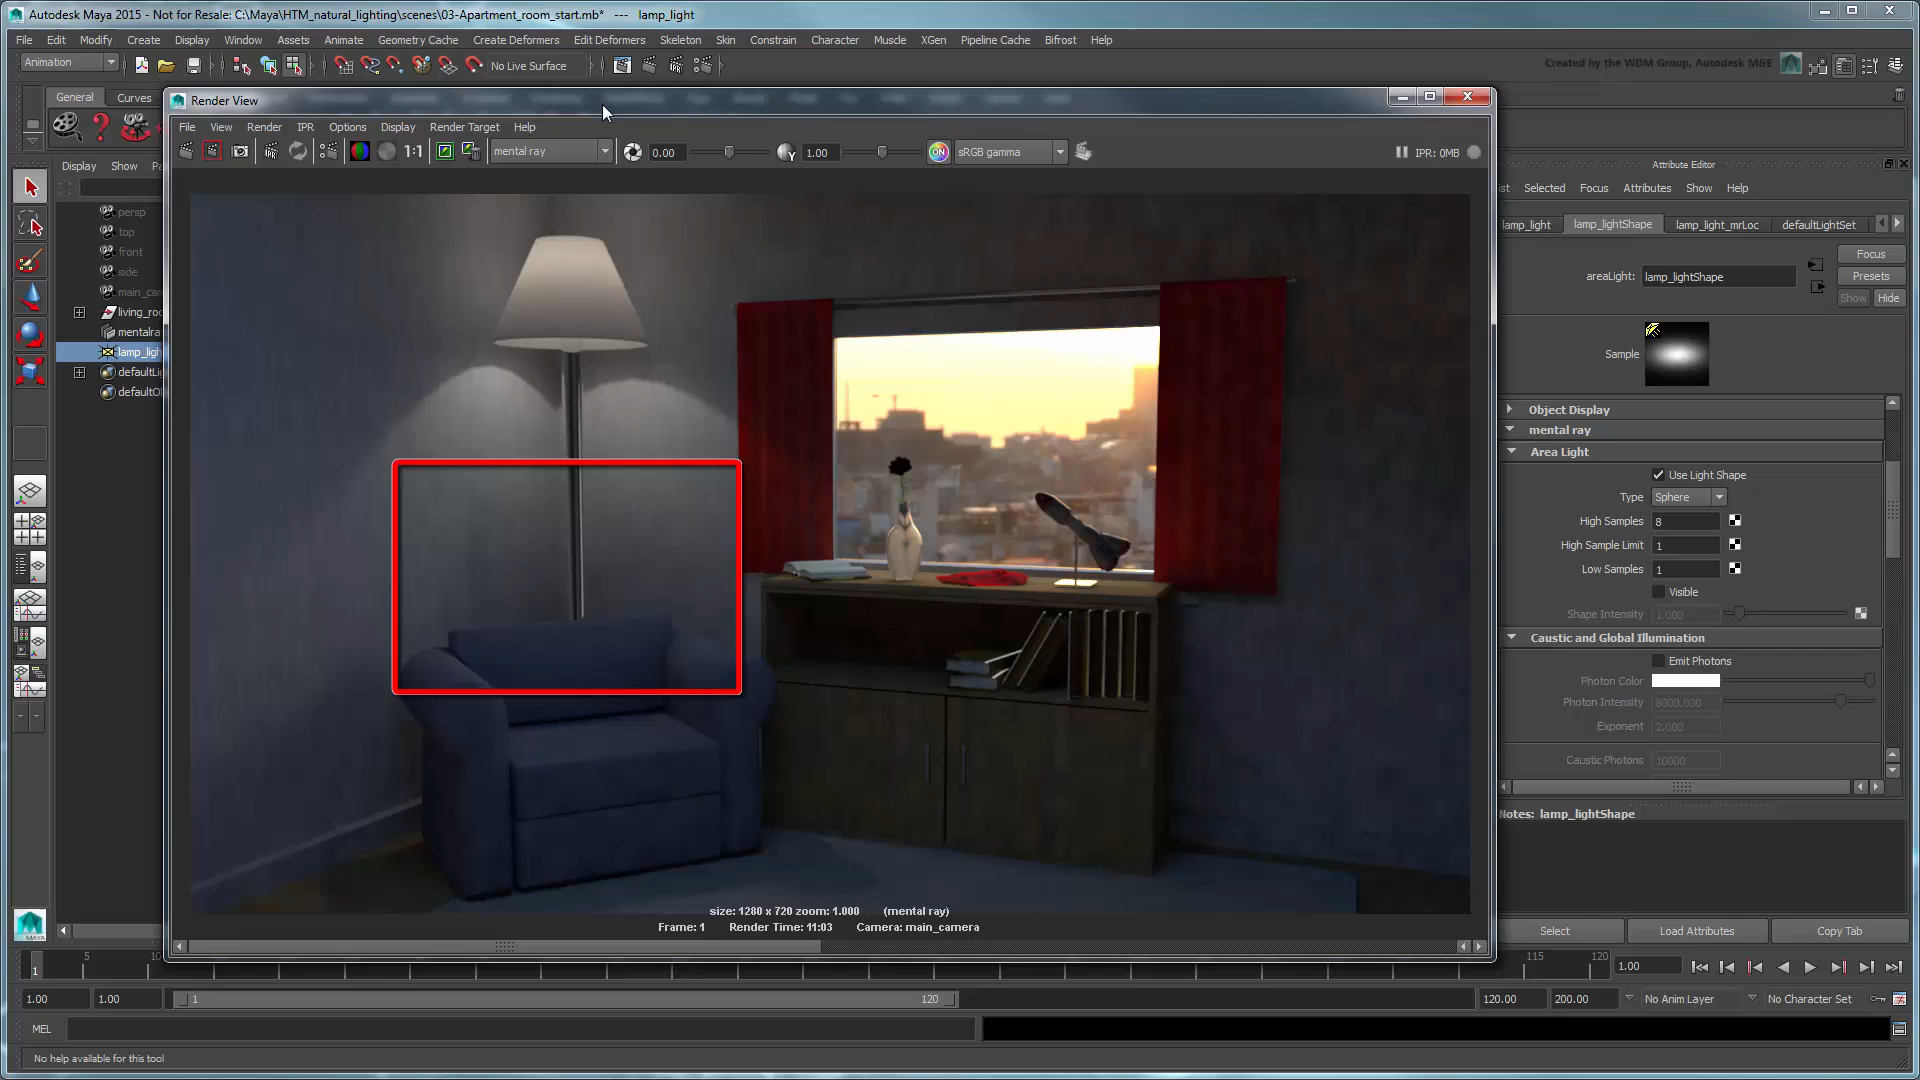 Autodesk Maya 2015 - Not for Resale: C:\Maya\HTM_natural_lighting\scenes\03-Apartment_room_start.mb* --- lamp_light
File Edit Modify Create Display Window Assets Animate Geometry Cache Create Deformers Edit Deformers Skeleton Skin Constrain Character Muscle XGen Pipeline Cache Bifrost Help
Animation
No Live Surface
Created by the WDM Group, Autodesk M&E
General Curves
Render View
File View Render IPR Options Display Render Target Help
1:1
mental ray
0.00
1.00
ON
sRGB gamma
IPR: 0MB
Display Show
persp
top
front
side
living_roo
mentalra
lamp_ligh
defaultLi
MAYA
size: 1280 x 720 zoom: 1.000 (mental ray)
Frame: 1 Render Time: 11:03 Camera: main_camera
Attribute Editor
ist Selected Focus Attributes Show Help
lamp_light lamp_lightShape lamp_light_mrLoc defaultLightSet
Focus
areaLight: lamp_lightShape
Presets
Show Hide
Sample
Object Display
mental ray
Area Light
Use Light Shape
Type Sphere
High Samples 8
High Sample Limit 1
Low Samples 1
Visible
Shape Intensity 1.000
Caustic and Global Illumination
Emit Photons
Photon Color
Photon Intensity 8000.000
Exponent 2.000
Caustic Photons 10000
Notes: lamp_lightShape
Select Load Attributes Copy Tab
1 5 10 115 120 1.00
1.00 1.00 1 120 120.00 200.00 No Anim Layer No Character Set
MEL
No help available for this tool